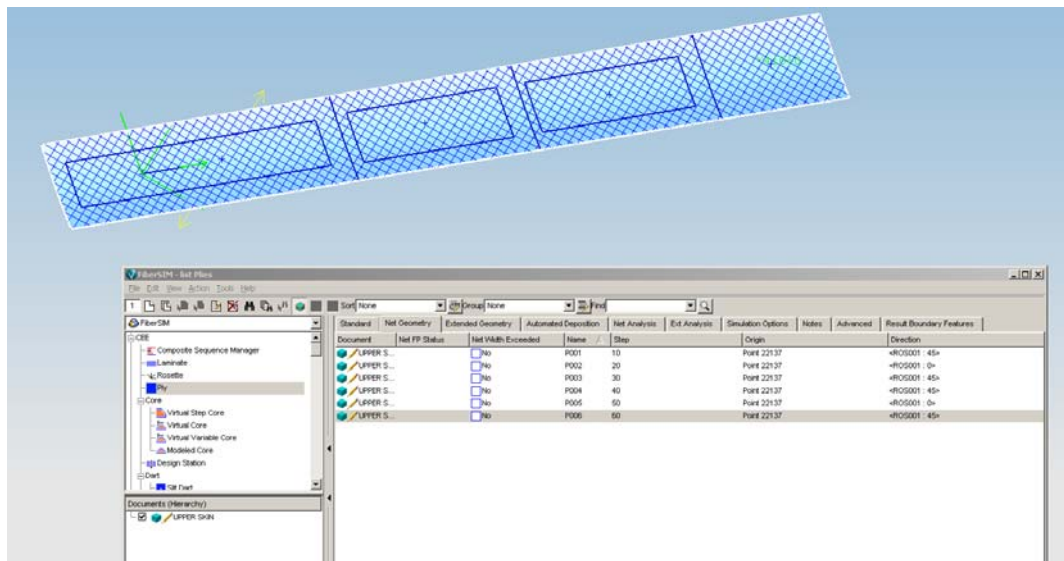 FiberSIM - list Plies
File Edit View Action Tools Help
1 Sort None Group None Find
FiberSIM
Standard Net Geometry Extended Geometry Automated Deposition Net Analysis Ext Analysis Simulation Options Notes Advanced Result Boundary Features
Document Net FP Status Net Width Exceeded Name Step Origin Direction
UPPER S... No P001 10 Point 22137 <ROS001 : 45>
UPPER S... No P002 20 Point 22137 <ROS001 : 0>
UPPER S... No P003 30 Point 22137 <ROS001 : 45>
UPPER S... No P004 40 Point 22137 <ROS001 : 45>
UPPER S... No P005 50 Point 22137 <ROS001 : 0>
UPPER S... No P006 60 Point 22137 <ROS001 : 45>
CEE
Composite Sequence Manager
Laminate
Rosette
Ply
Core
Virtual Step Core
Virtual Core
Virtual Variable Core
Modeled Core
Design Station
Dart
Slit Dart
Documents (Hierarchy)
UPPER SKIN